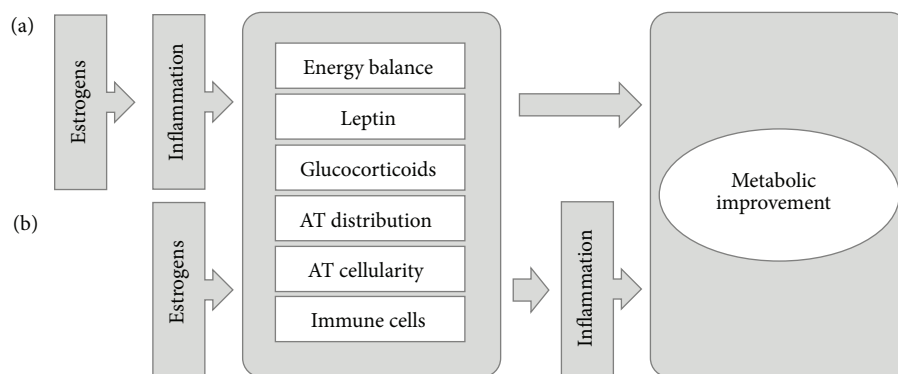 (a)
Estrogens
Inflammation
Energy balance
Leptin
Glucocorticoids
AT distribution
AT cellularity
Immune cells
Metabolic
improvement
(b)
Estrogens
Inflammation